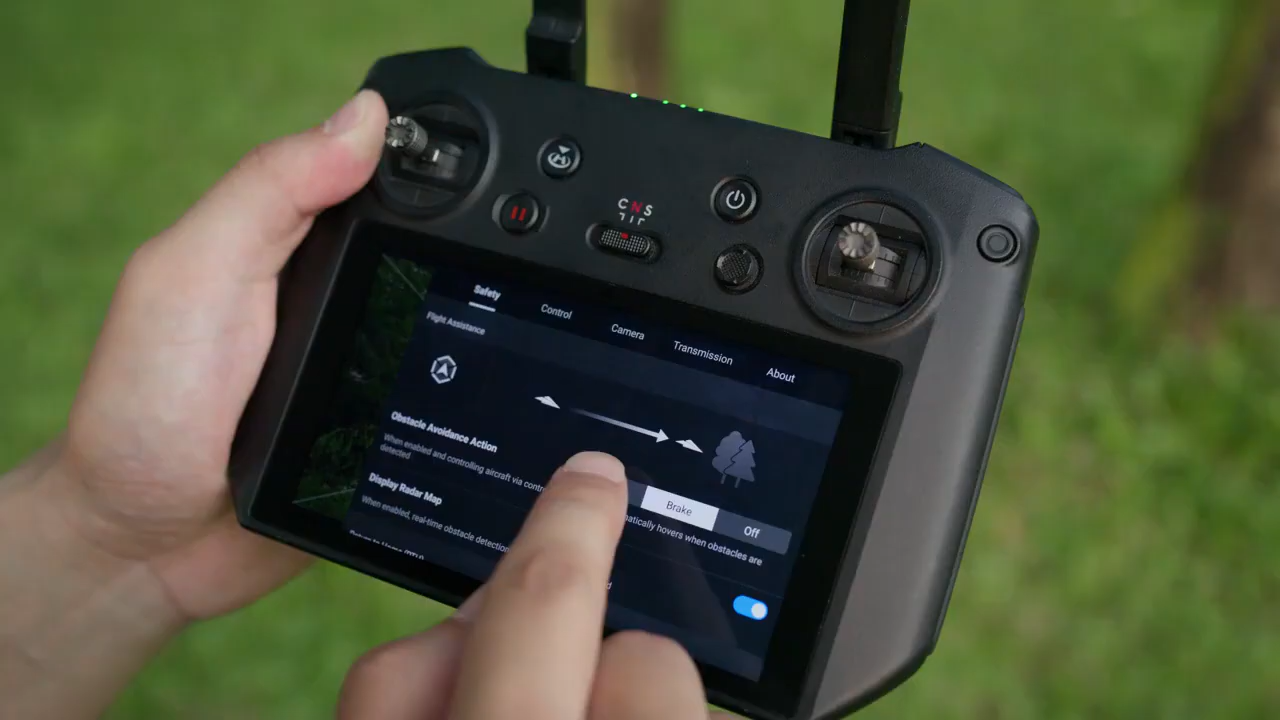 C N S
Safety Control Camera Transmission About
Flight Assistance
Obstacle Avoidance Action
Brake Off
When enabled and controlling aircraft via matically hovers when obstacles are
detected
Display Radar Map
When enabled, real-time obstacle detection